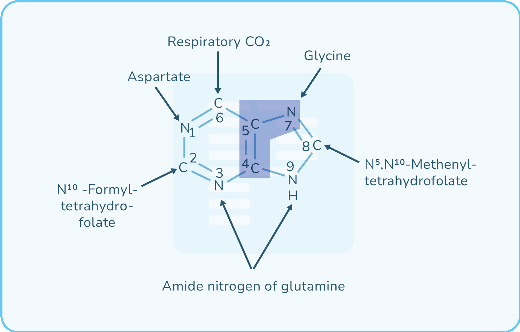 Respiratory CO₂
Glycine
Aspartate
C
6
N
1
5
C
N
7
C
2
3
N
4
C
8
C
9
N
H
N⁵,N¹⁰-Methenyl-
tetrahydrofolate
N¹⁰ -Formyl-
tetrahydro-
folate
Amide nitrogen of glutamine